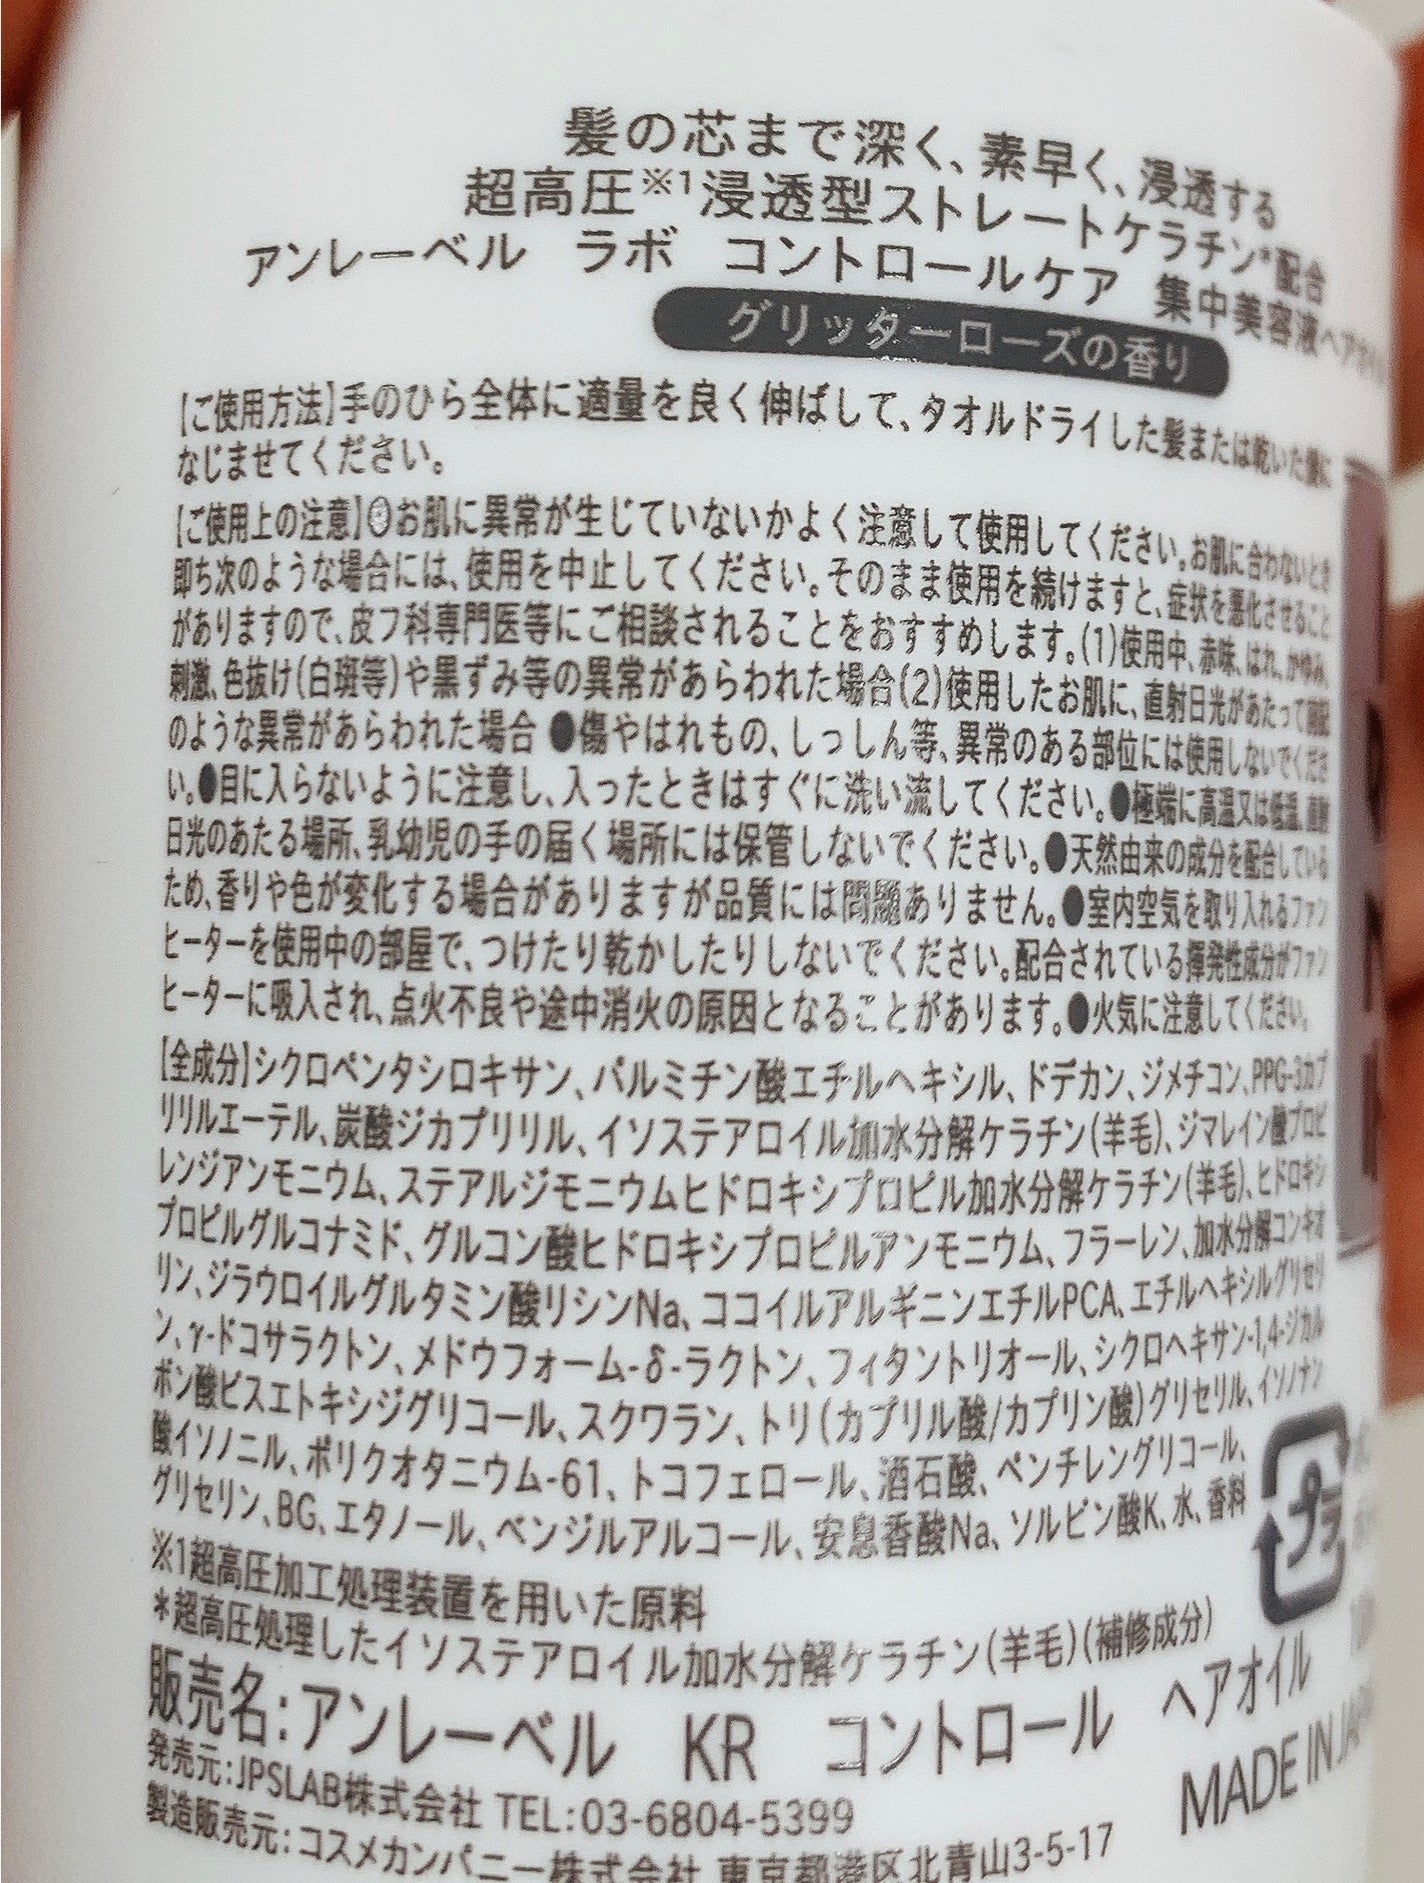 髪の芯まで深く、素早く、浸透する
超高圧※1浸透型ストレートケラチン*配合
アンレーベル ラボ コントロールケア 集中美容液ヘアオイル
グリッターローズの香り
【ご使用方法】手のひら全体に適量を良く伸ばして、タオルドライした髪または乾いた髪に
なじませてください。
【ご使用上の注意】●お肌に異常が生じていないかよく注意して使用してください。お肌に合わないとき
即ち次のような場合には、使用を中止してください。そのまま使用を続けますと、症状を悪化させること
がありますので、皮フ科専門医等にご相談されることをおすすめします。(1)使用中、赤味、はれ、かゆみ、
刺激、色抜け(白斑等)や黒ずみ等の異常があらわれた場合(2)使用したお肌に、直射日光があたって前記
のような異常があらわれた場合 ●傷やはれもの、しっしん等、異常のある部位には使用しないでくださ
い。●目に入らないように注意し、入ったときはすぐに洗い流してください。●極端に高温又は低温、直射
日光のあたる場所、乳幼児の手の届く場所には保管しないでください。●天然由来の成分を配合している
ため、香りや色が変化する場合がありますが品質には問題ありません。●室内空気を取り入れるファン
ヒーターを使用中の部屋で、つけたり乾かしたりしないでください。配合されている揮発性成分がファン
ヒーターに吸入され、点火不良や途中消火の原因となることがあります。●火気に注意してください。
【全成分】シクロペンタシロキサン、パルミチン酸エチルヘキシル、ドデカン、ジメチコン、PPG-3カプ
リリルエーテル、炭酸ジカプリリル、イソステアロイル加水分解ケラチン(羊毛)、ジマレイン酸プロピ
レンジアンモニウム、ステアルジモニウムヒドロキシプロピル加水分解ケラチン(羊毛)、ヒドロキシ
プロピルグルコナミド、グルコン酸ヒドロキシプロピルアンモニウム、フラーレン、加水分解コンキオ
リン、ジラウロイルグルタミン酸リシンNa、ココイルアルギニンエチルPCA、エチルヘキシルグリセリ
ン、γ-ドコサラクトン、メドウフォーム-δ-ラクトン、フィタントリオール、シクロヘキサン-1,4-ジカル
ボン酸ビスエトキシジグリコール、スクワラン、トリ(カプリル酸/カプリン酸)グリセリル、イソノナン
酸イソノニル、ポリクオタニウム-61、トコフェロール、酒石酸、ペンチレングリコール、
グリセリン、BG、エタノール、ベンジルアルコール、安息香酸Na、ソルビン酸K、水、香料
プラ
※1超高圧加工処理装置を用いた原料
*超高圧処理したイソステアロイル加水分解ケラチン(羊毛)(補修成分)
販売名:アンレーベル KR コントロール ヘアオイル
発売元:JPSLAB株式会社 TEL:03-6804-5399
製造販売元:コスメカンパニー株式会社 東京都港区北青山3-5-17
MADE IN JAPAN